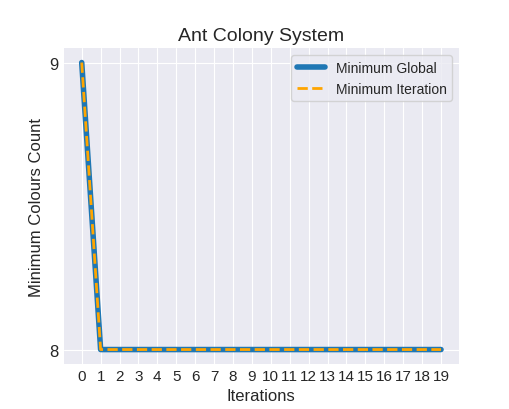 Ant Colony System
Minimum Global
Minimum Iteration
Minimum Colours Count
9
8
0 1 2 3 4 5 6 7 8 9 10 11 12 13 14 15 16 17 18 19
Iterations